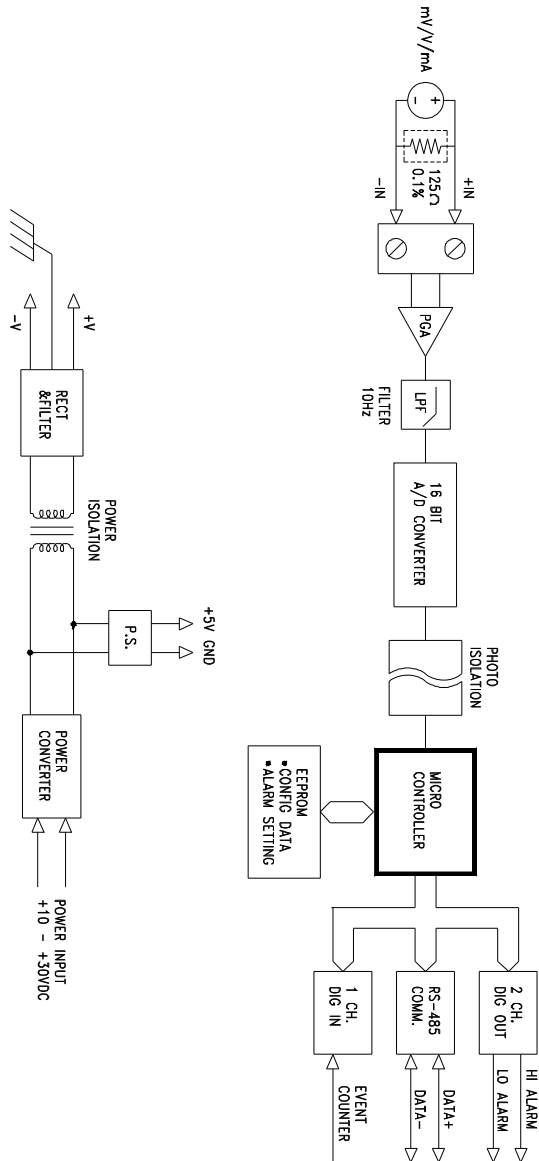 mV/V/mA
+
-
+IN
-IN
125Ω
0.1%
PGA
LPF
FILTER
10Hz
16 BIT
A/D CONVERTER
PHOTO
ISOLATION
MICRO
CONTROLLER
EEPROM
▪ CONFIG DATA
▪ ALARM SETTING
2 CH.
DIG OUT
HI ALARM
LO ALARM
RS-485
COMM.
DATA+
DATA-
1 CH.
DIG IN
EVENT
COUNTER
+V
-V
RECT
&FILTER
POWER
ISOLATION
P.S.
+5V GND
POWER
CONVERTER
POWER INPUT
+10 - +30VDC